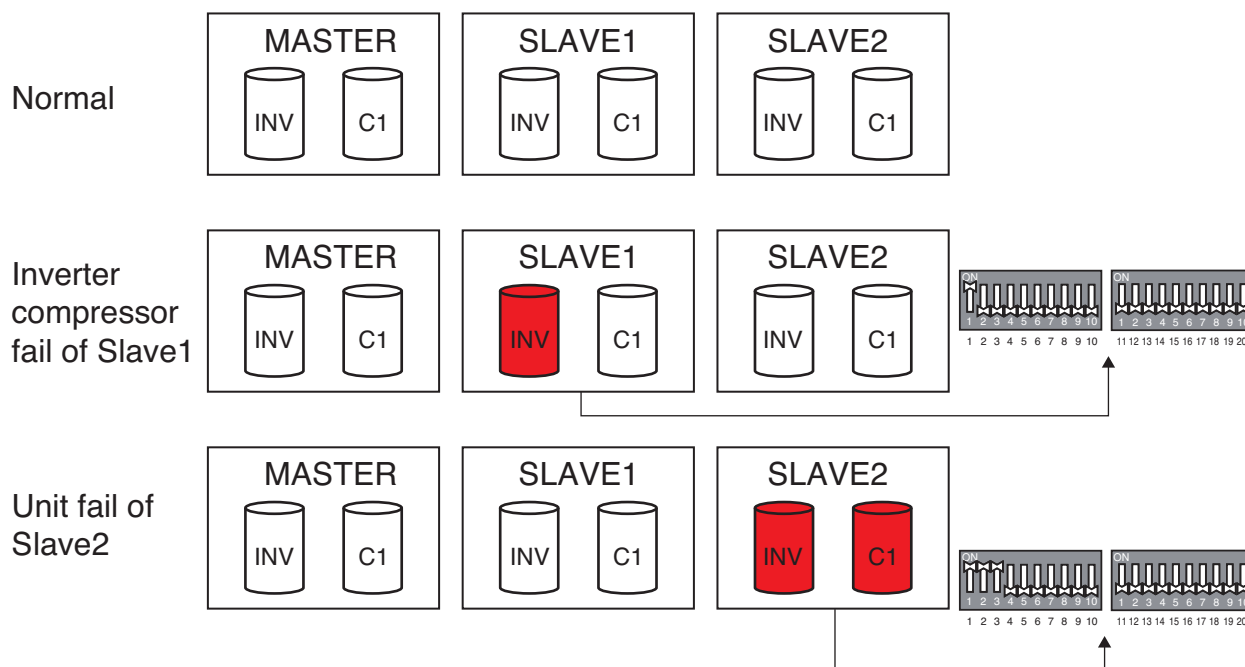 MASTER SLAVE1 SLAVE2
Normal
INV C1 INV C1 INV C1
MASTER SLAVE1 SLAVE2
Inverter
compressor
fail of Slave1
INV C1 INV C1 INV C1
ON ON
1 2 3 4 5 6 7 8 9 10 1 2 3 4 5 6 7 8 9 10
1 2 3 4 5 6 7 8 9 10 11 12 13 14 15 16 17 18 19 20
MASTER SLAVE1 SLAVE2
Unit fail of
Slave2
INV C1 INV C1 INV C1
ON ON
1 2 3 4 5 6 7 8 9 10 1 2 3 4 5 6 7 8 9 10
1 2 3 4 5 6 7 8 9 10 11 12 13 14 15 16 17 18 19 20